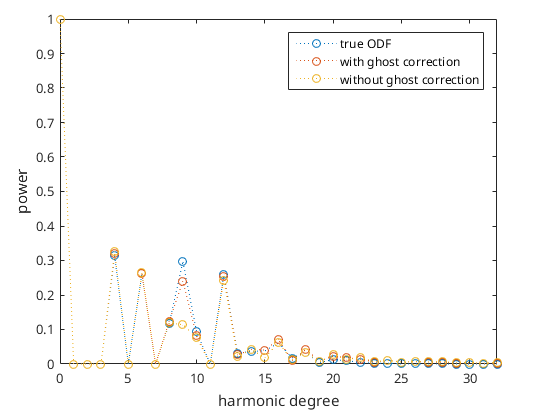 true ODF
with ghost correction
without ghost correction
1
0.9
0.8
0.7
0.6
0.5
0.4
0.3
0.2
0.1
0
power
0 5 10 15 20 25 30
harmonic degree